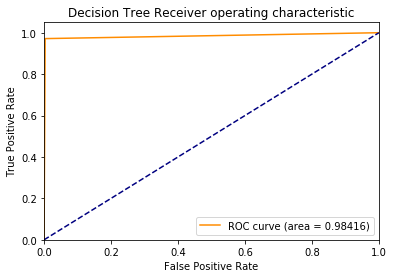 Decision Tree Receiver operating characteristic
True Positive Rate
1.0
0.8
0.6
0.4
0.2
0.0
ROC curve (area = 0.98416)
0.0 0.2 0.4 0.6 0.8 1.0
False Positive Rate